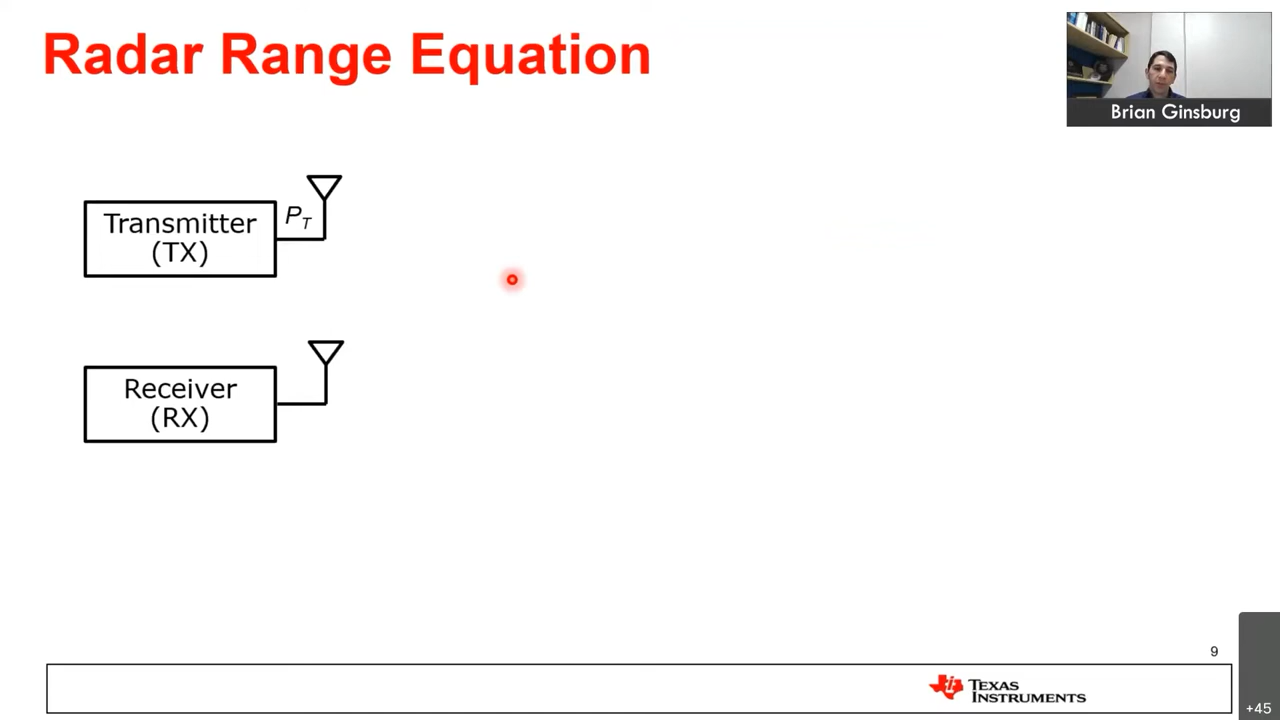 Radar Range Equation
Brian Ginsburg
Transmitter
(TX)
PT
Receiver
(RX)
9
TEXAS
INSTRUMENTS
+45